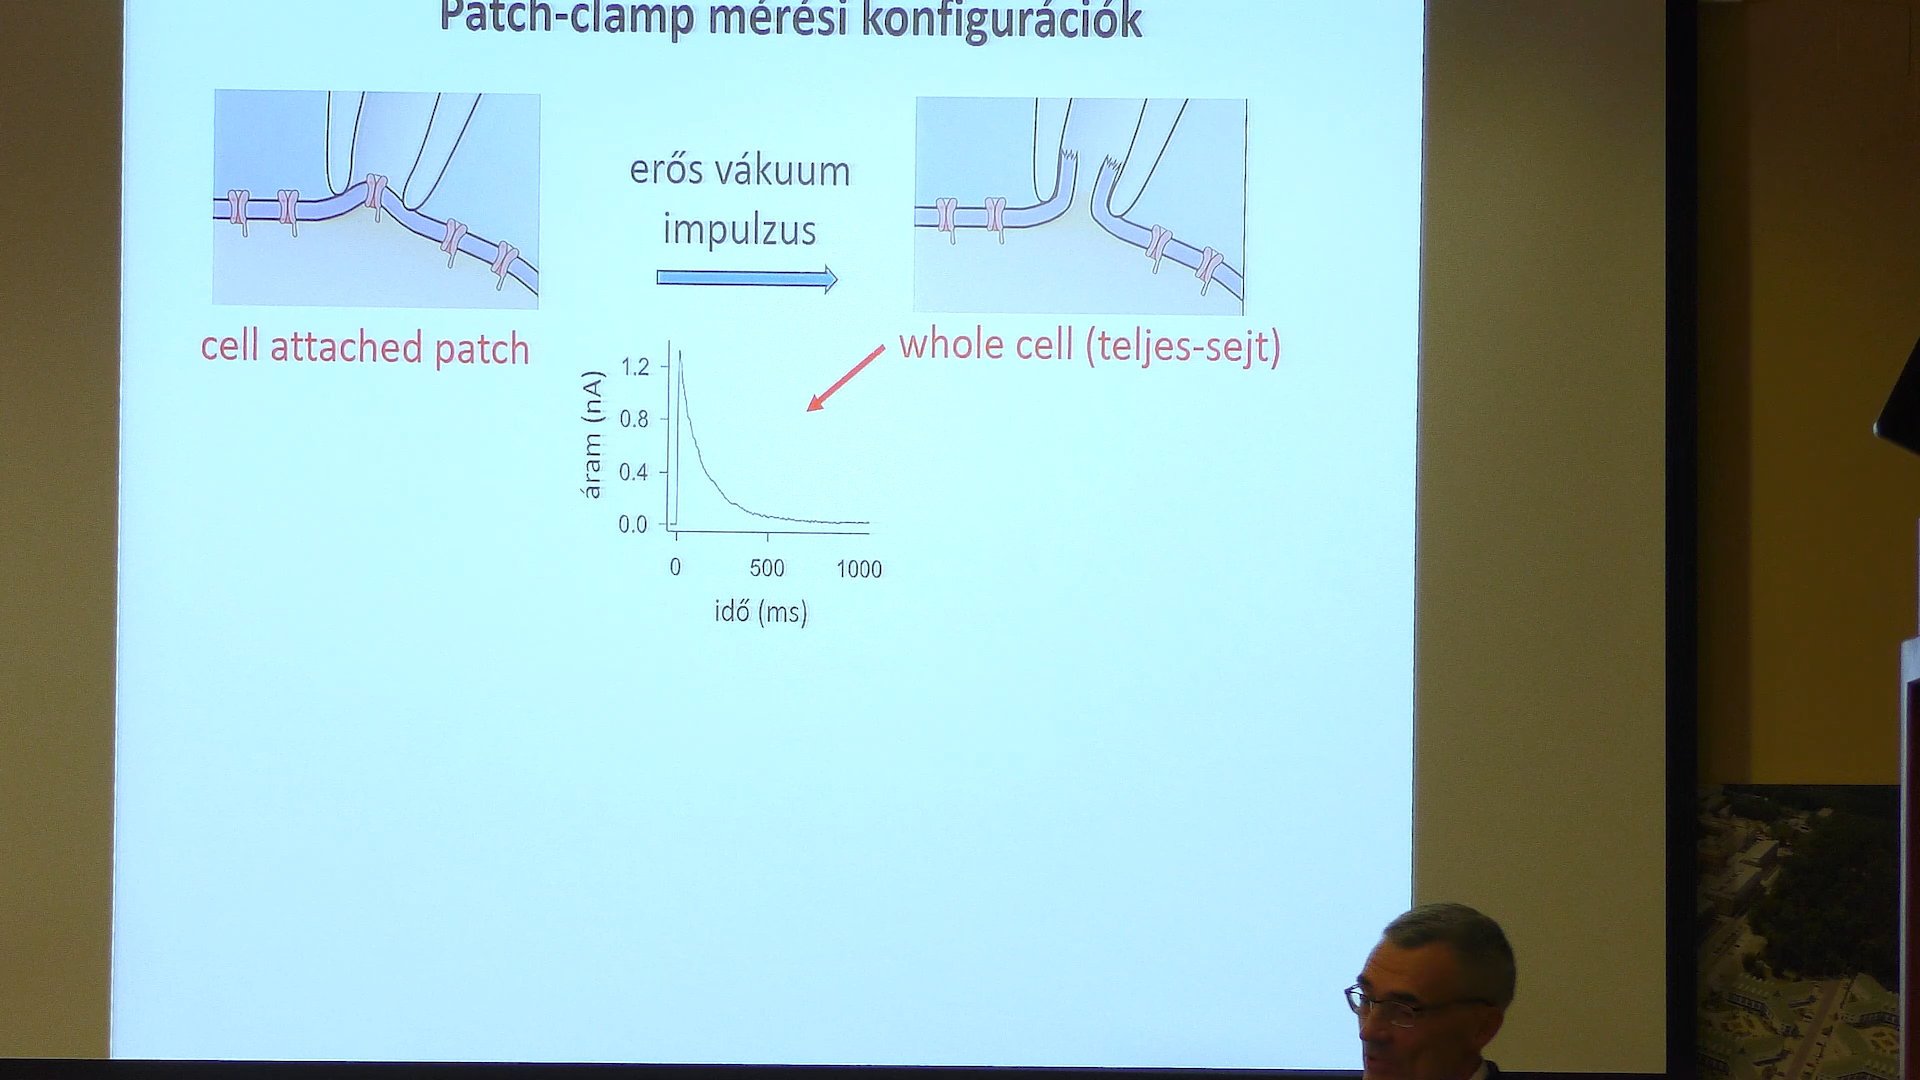 Patch-clamp mérési konfigurációk
erős vákuum
impulzus
cell attached patch
whole cell (teljes-sejt)
áram (nA)
1.2
0.8
0.4
0.0
0 500 1000
idő (ms)